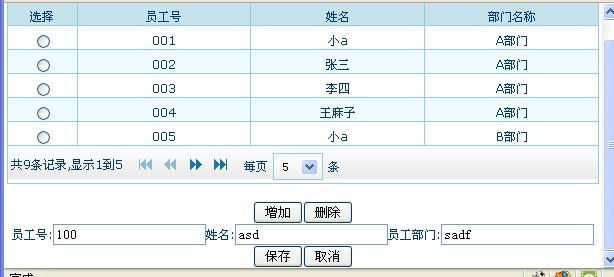 选择 员工号 姓名 部门名称
001 小a A部门
002 张三 A部门
003 李四 A部门
004 王麻子 A部门
005 小a B部门
共9条记录,显示1到5 每页 5 条
增加 删除
员工号:100 姓名:asd 员工部门:sadf
保存 取消